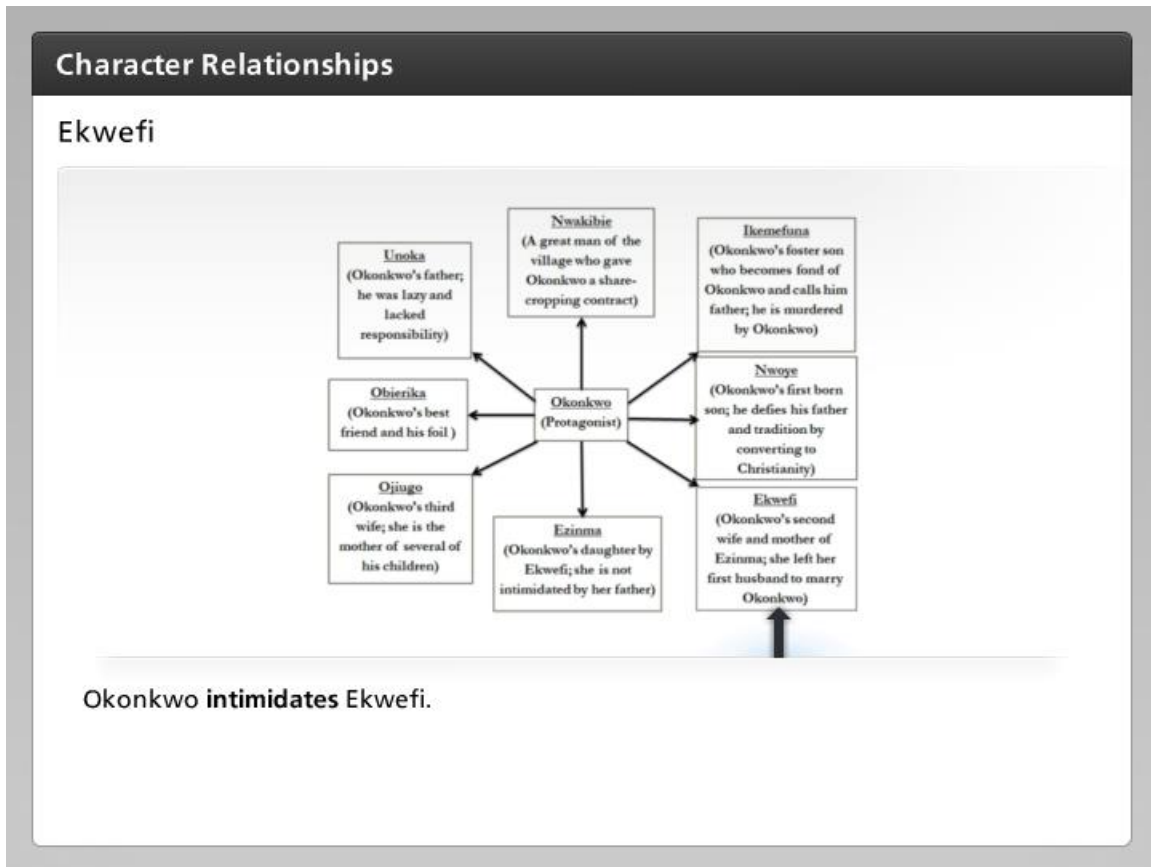 Character Relationships
Ekwefi
Nwakibie
(A great man of the
village who gave
Okonkwo a share-
cropping contract)
Ikemefuna
(Okonkwo's foster son
who becomes fond of
Okonkwo and calls him
father; he is murdered
by Okonkwo)
Unoka
(Okonkwo's father;
he was lazy and
lacked
responsibility)
Nwoye
(Okonkwo's first born
son; he defies his father
and tradition by
converting to
Christianity)
Obierika
(Okonkwo's best
friend and his foil )
Okonkwo
(Protagonist)
Ojiugo
(Okonkwo's third
wife; she is the
mother of several of
his children)
Ezinma
(Okonkwo's daughter by
Ekwefi; she is not
intimidated by her father)
Ekwefi
(Okonkwo's second
wife and mother of
Ezinma; she left her
first husband to marry
Okonkwo)
Okonkwo intimidates Ekwefi.